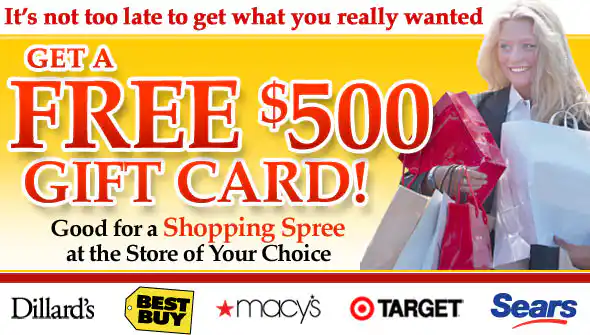 It's not too late to get what you really wanted
GET A
FREE $500
GIFT CARD!
Good for a Shopping Spree
at the Store of Your Choice
Dillard's BEST BUY ★macy's TARGET Sears